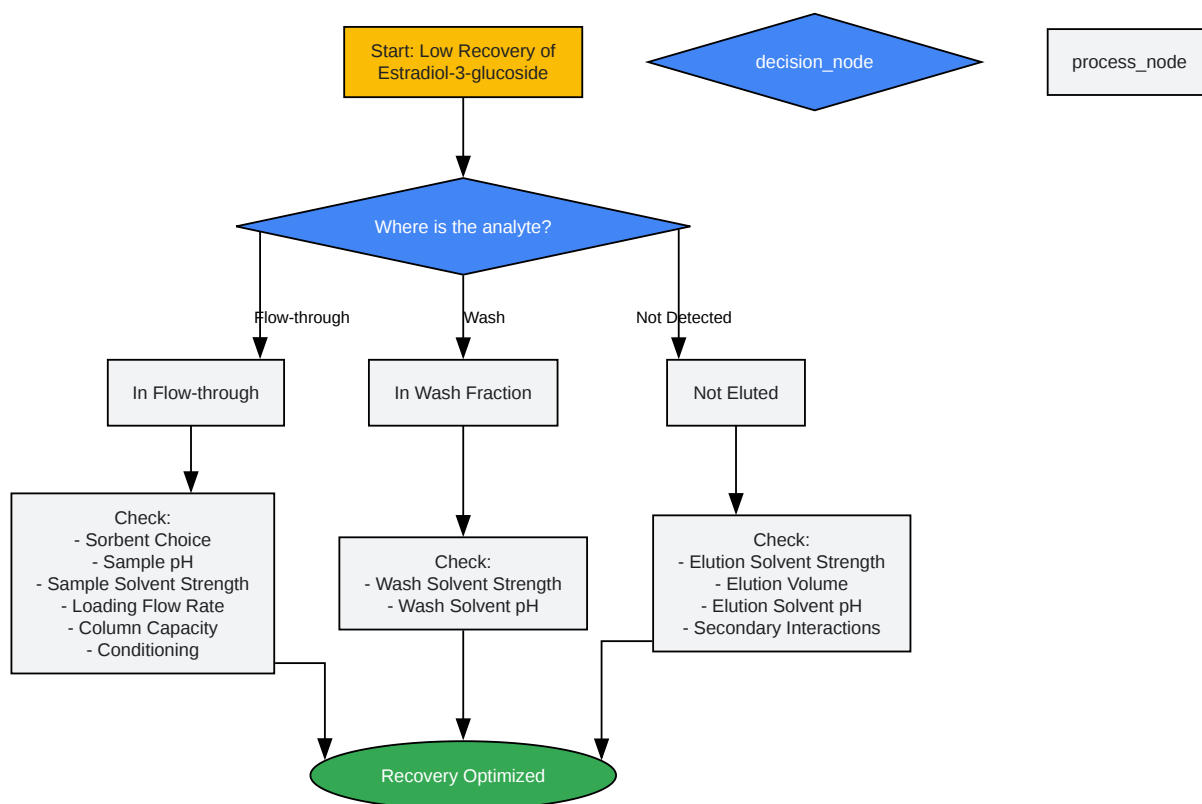 Start: Low Recovery of
Estradiol-3-glucoside
decision_node
process_node
Where is the analyte?
Flow-through
Wash
Not Detected
In Flow-through
In Wash Fraction
Not Eluted
Check:
- Sorbent Choice
- Sample pH
- Sample Solvent Strength
- Loading Flow Rate
- Column Capacity
- Conditioning
Check:
- Wash Solvent Strength
- Wash Solvent pH
Check:
- Elution Solvent Strength
- Elution Volume
- Elution Solvent pH
- Secondary Interactions
Recovery Optimized